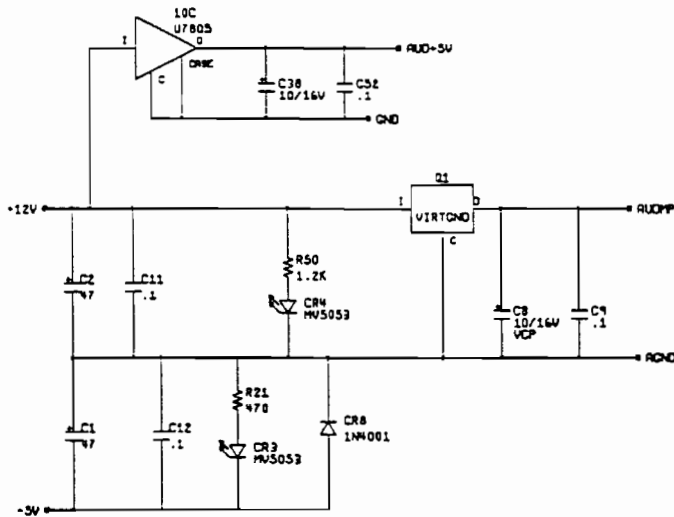 10C
U7805
I
O
CASE
C
AUD+5V
C38
10/16V
C52
.1
GND
+12V
Q1
I
VIRTGND
O
C
AUDMP
C2
47
C11
.1
R50
1.2K
CR4
MV5053
C8
10/16V
VCP
C9
.1
AGND
C1
47
C12
.1
R21
470
CR3
MV5053
CR8
1N4001
-5V